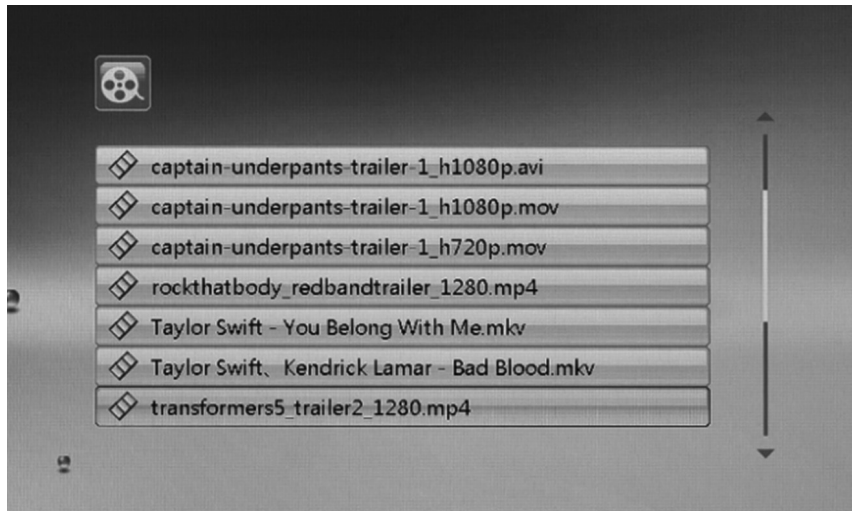 captain-underpants-trailer-1_h1080p.avi
captain-underpants-trailer-1_h1080p.mov
captain-underpants-trailer-1_h720p.mov
rockthatbody_redbandtrailer_1280.mp4
Taylor Swift - You Belong With Me.mkv
Taylor Swift、Kendrick Lamar - Bad Blood.mkv
transformers5_trailer2_1280.mp4